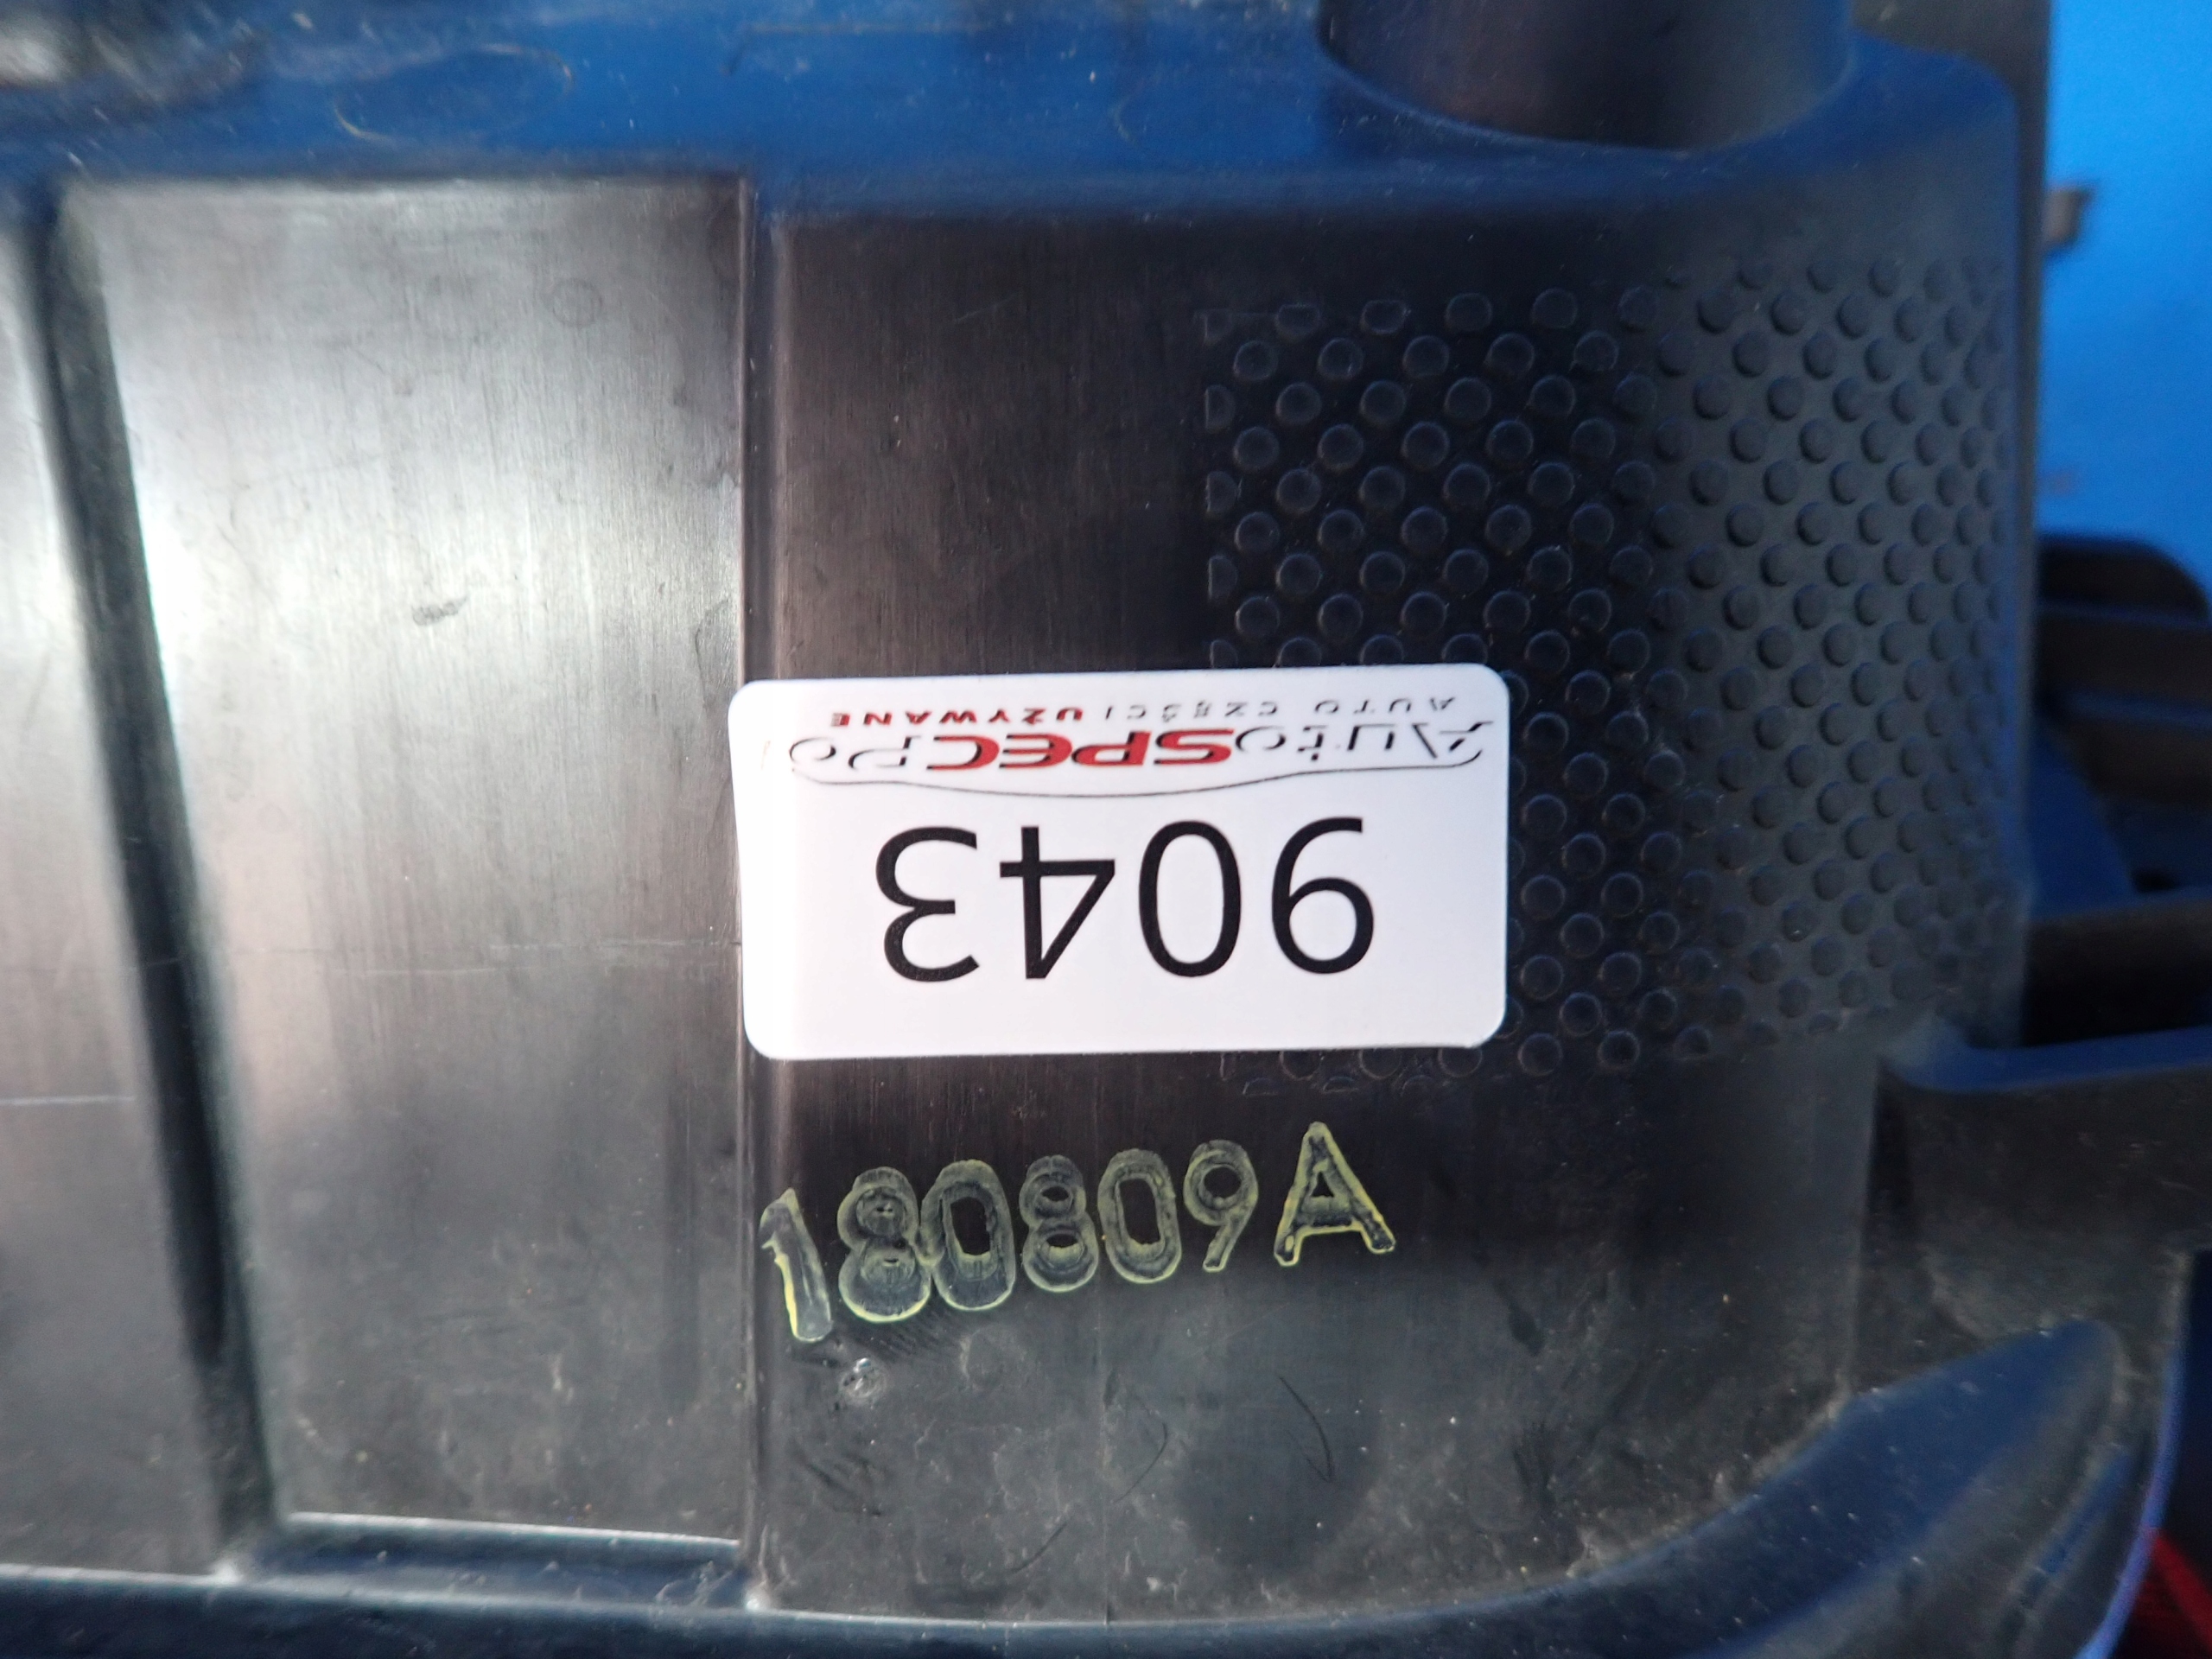 AUTO CZĘŚCI UŻYWANE
AutoSPECPol
9043
180809A